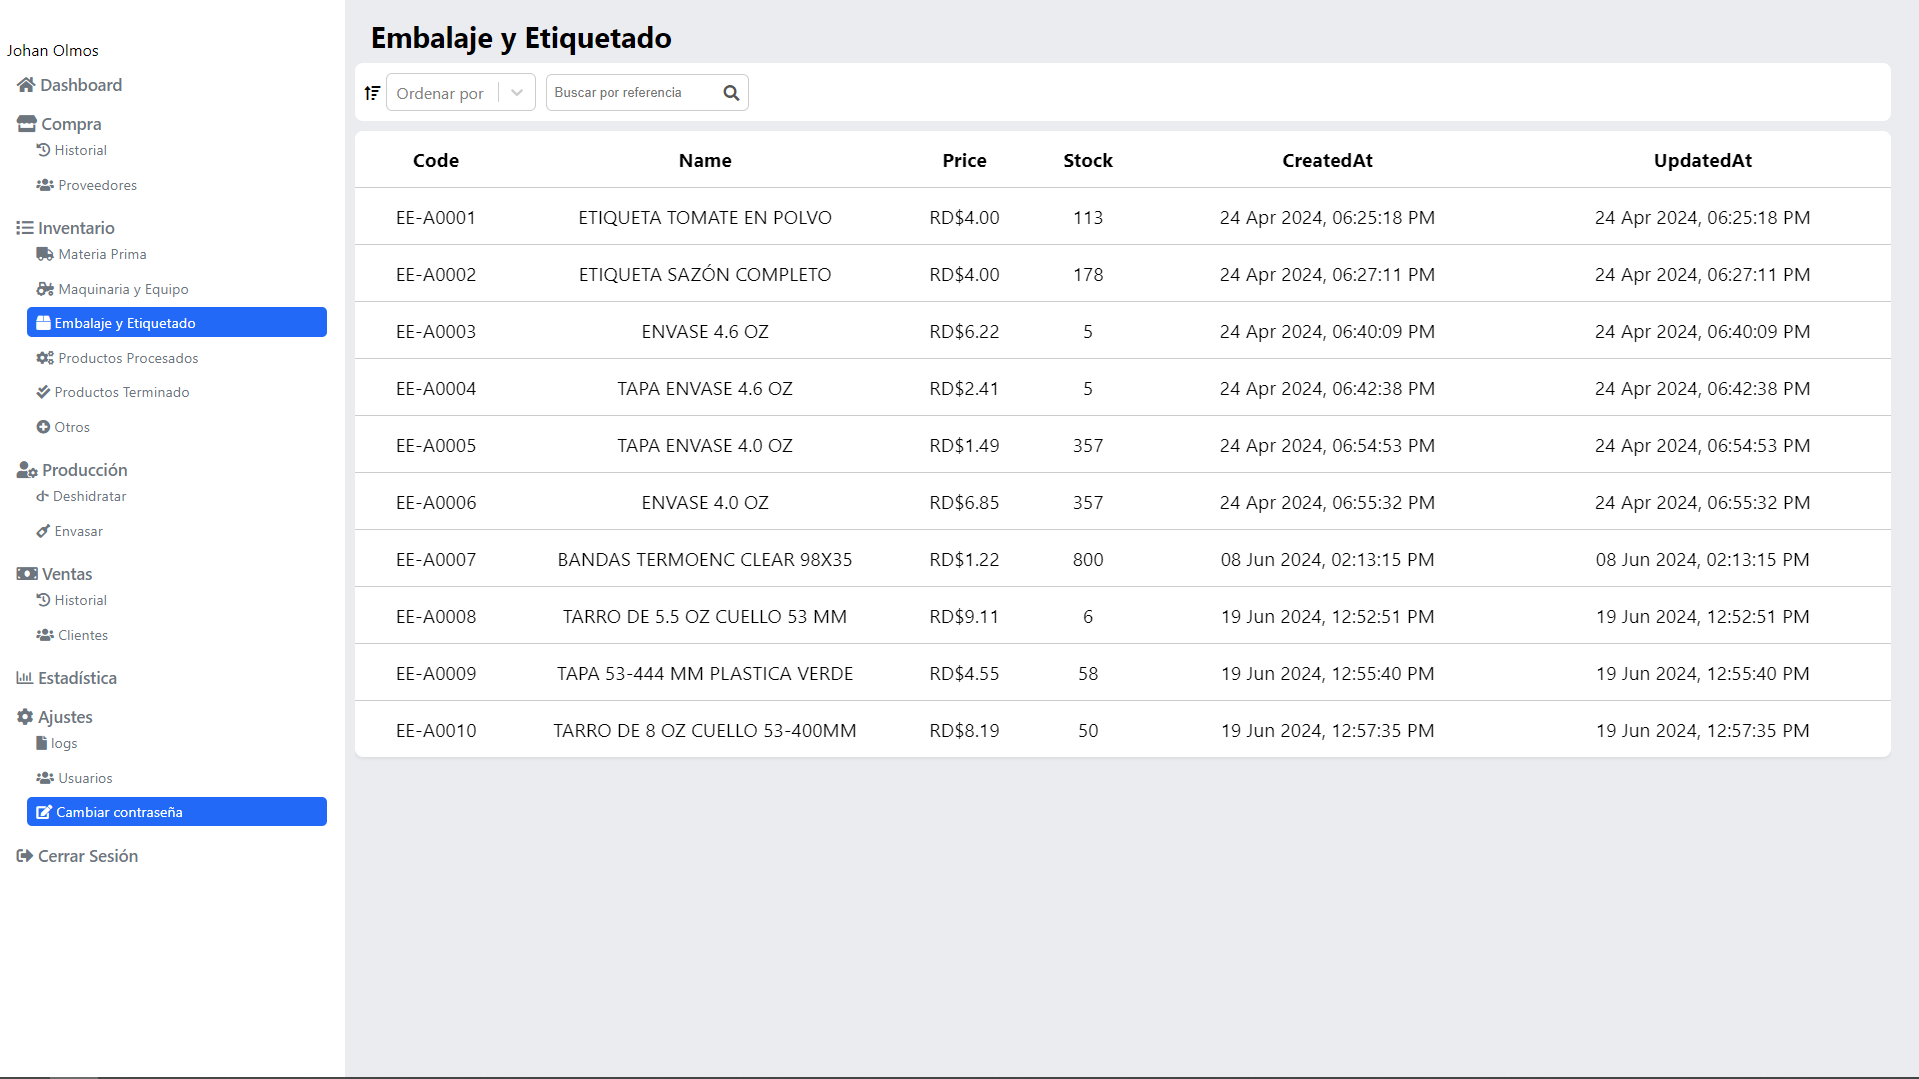 Johan Olmos
Dashboard
Compra
Historial
Proveedores
Inventario
Materia Prima
Maquinaria y Equipo
Embalaje y Etiquetado
Productos Procesados
Productos Terminado
Otros
Producción
Deshidratar
Envasar
Ventas
Historial
Clientes
Estadística
Ajustes
logs
Usuarios
Cambiar contraseña
Cerrar Sesión
Embalaje y Etiquetado
Ordenar por
Buscar por referencia
Code Name Price Stock CreatedAt UpdatedAt
EE-A0001 ETIQUETA TOMATE EN POLVO RD$4.00 113 24 Apr 2024, 06:25:18 PM 24 Apr 2024, 06:25:18 PM
EE-A0002 ETIQUETA SAZÓN COMPLETO RD$4.00 178 24 Apr 2024, 06:27:11 PM 24 Apr 2024, 06:27:11 PM
EE-A0003 ENVASE 4.6 OZ RD$6.22 5 24 Apr 2024, 06:40:09 PM 24 Apr 2024, 06:40:09 PM
EE-A0004 TAPA ENVASE 4.6 OZ RD$2.41 5 24 Apr 2024, 06:42:38 PM 24 Apr 2024, 06:42:38 PM
EE-A0005 TAPA ENVASE 4.0 OZ RD$1.49 357 24 Apr 2024, 06:54:53 PM 24 Apr 2024, 06:54:53 PM
EE-A0006 ENVASE 4.0 OZ RD$6.85 357 24 Apr 2024, 06:55:32 PM 24 Apr 2024, 06:55:32 PM
EE-A0007 BANDAS TERMOENC CLEAR 98X35 RD$1.22 800 08 Jun 2024, 02:13:15 PM 08 Jun 2024, 02:13:15 PM
EE-A0008 TARRO DE 5.5 OZ CUELLO 53 MM RD$9.11 6 19 Jun 2024, 12:52:51 PM 19 Jun 2024, 12:52:51 PM
EE-A0009 TAPA 53-444 MM PLASTICA VERDE RD$4.55 58 19 Jun 2024, 12:55:40 PM 19 Jun 2024, 12:55:40 PM
EE-A0010 TARRO DE 8 OZ CUELLO 53-400MM RD$8.19 50 19 Jun 2024, 12:57:35 PM 19 Jun 2024, 12:57:35 PM